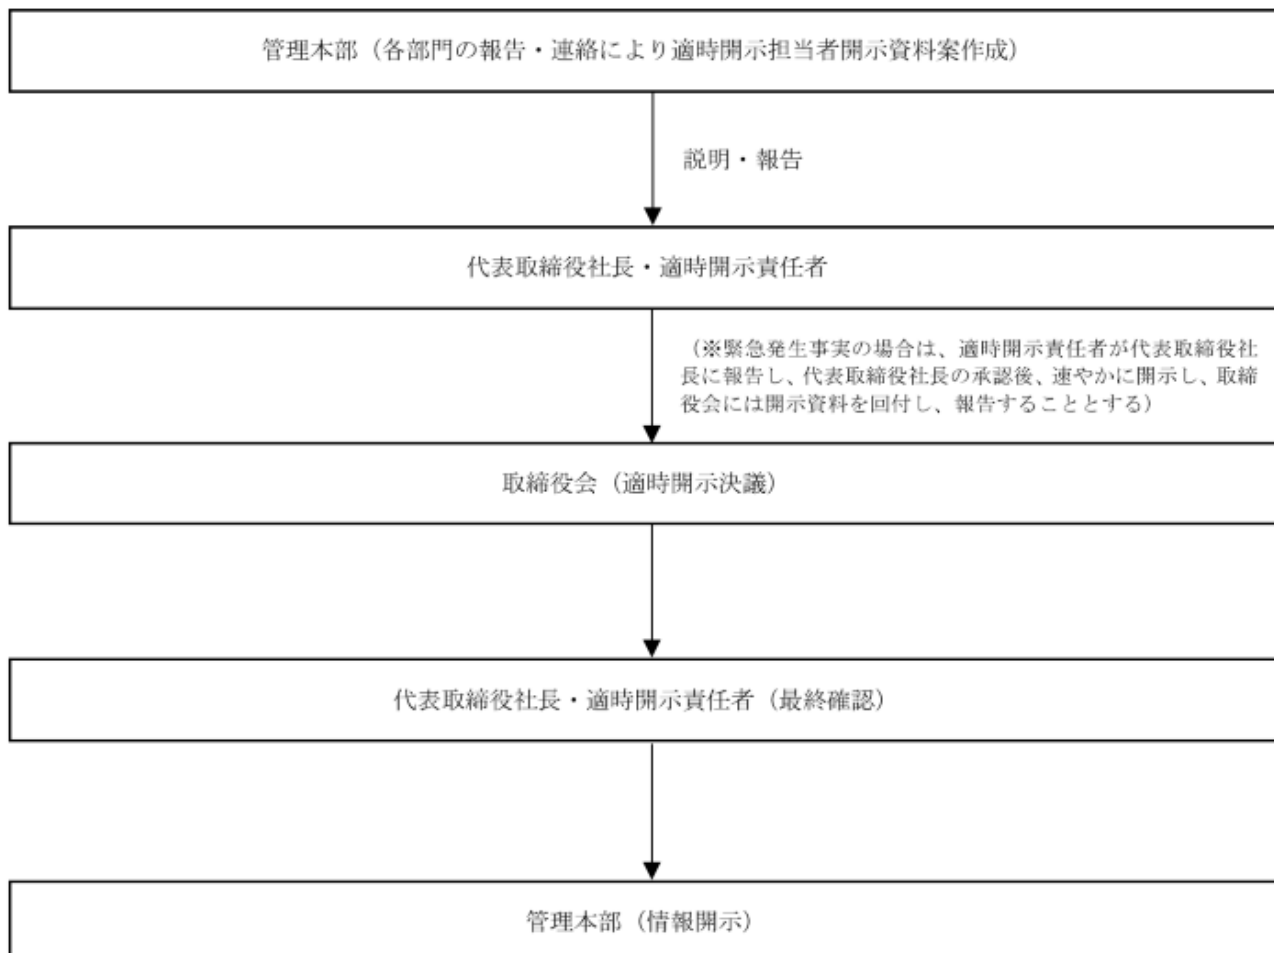 管理本部（各部門の報告・連絡により適時開示担当者開示資料案作成）
説明・報告
代表取締役社長・適時開示責任者
（※緊急発生事実の場合は、適時開示責任者が代表取締役社
長に報告し、代表取締役社長の承認後、速やかに開示し、取締
役会には開示資料を回付し、報告することとする）
取締役会（適時開示決議）
代表取締役社長・適時開示責任者（最終確認）
管理本部（情報開示）